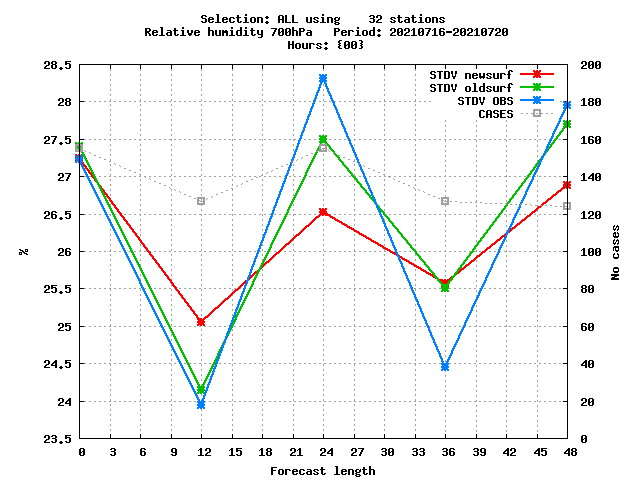 Selection: ALL using    32 stations
Relative humidity 700hPa   Period: 20210716-20210720
Hours: {00}
STDV newsurf
STDV oldsurf
STDV OBS
CASES
28.5
28
27.5
27
26.5
26
25.5
25
24.5
24
23.5
%
200
180
160
140
120
100
80
60
40
20
0
No cases
0 3 6 9 12 15 18 21 24 27 30 33 36 39 42 45 48
Forecast length